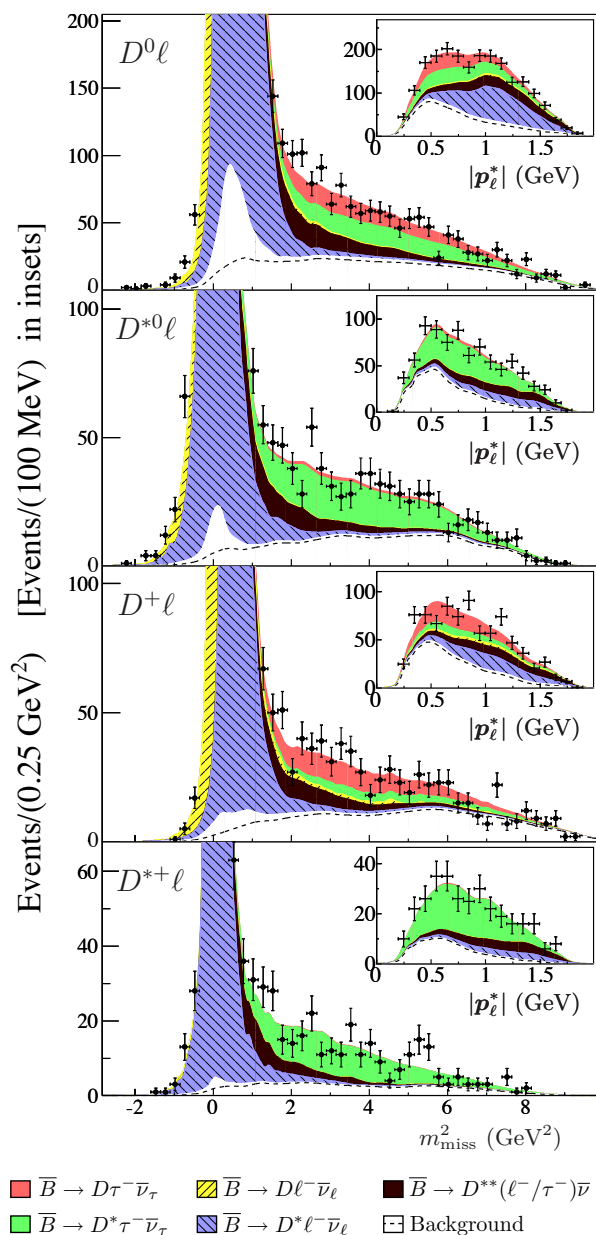 Events/(0.25 GeV²) [Events/(100 MeV) in insets]
D⁰ℓ
200
150
100
50
0
200
100
0
0 0.5 1 1.5
|p*ℓ| (GeV)
D*⁰ℓ
100
50
0
100
50
0
0 0.5 1 1.5
|p*ℓ| (GeV)
D⁺ℓ
100
50
0
100
50
0
0 0.5 1 1.5
|p*ℓ| (GeV)
D*⁺ℓ
60
40
20
0
40
20
0
0 0.5 1 1.5
|p*ℓ| (GeV)
-2 0 2 4 6 8
m²miss (GeV²)
B̅ → Dτ⁻ν̅τ B̅ → Dℓ⁻ν̅ℓ B̅ → D**(ℓ⁻/τ⁻)ν̅
B̅ → D*τ⁻ν̅τ B̅ → D*ℓ⁻ν̅ℓ Background